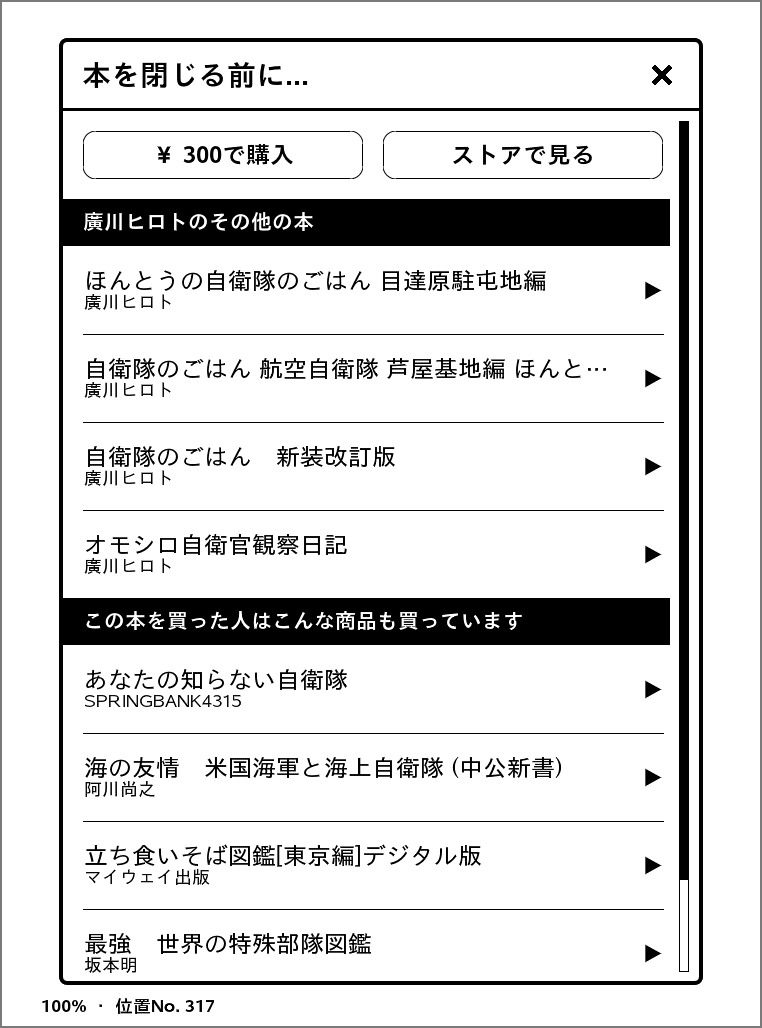 本を閉じる前に...
¥ 300で購入
ストアで見る
廣川ヒロトのその他の本
ほんとうの自衛隊のごはん 目達原駐屯地編
廣川ヒロト
自衛隊のごはん 航空自衛隊 芦屋基地編 ほんと…
廣川ヒロト
自衛隊のごはん　新装改訂版
廣川ヒロト
オモシロ自衛官観察日記
廣川ヒロト
この本を買った人はこんな商品も買っています
あなたの知らない自衛隊
SPRINGBANK4315
海の友情　米国海軍と海上自衛隊 (中公新書)
阿川尚之
立ち食いそば図鑑[東京編]デジタル版
マイウェイ出版
最強　世界の特殊部隊図鑑
坂本明
100% · 位置No. 317